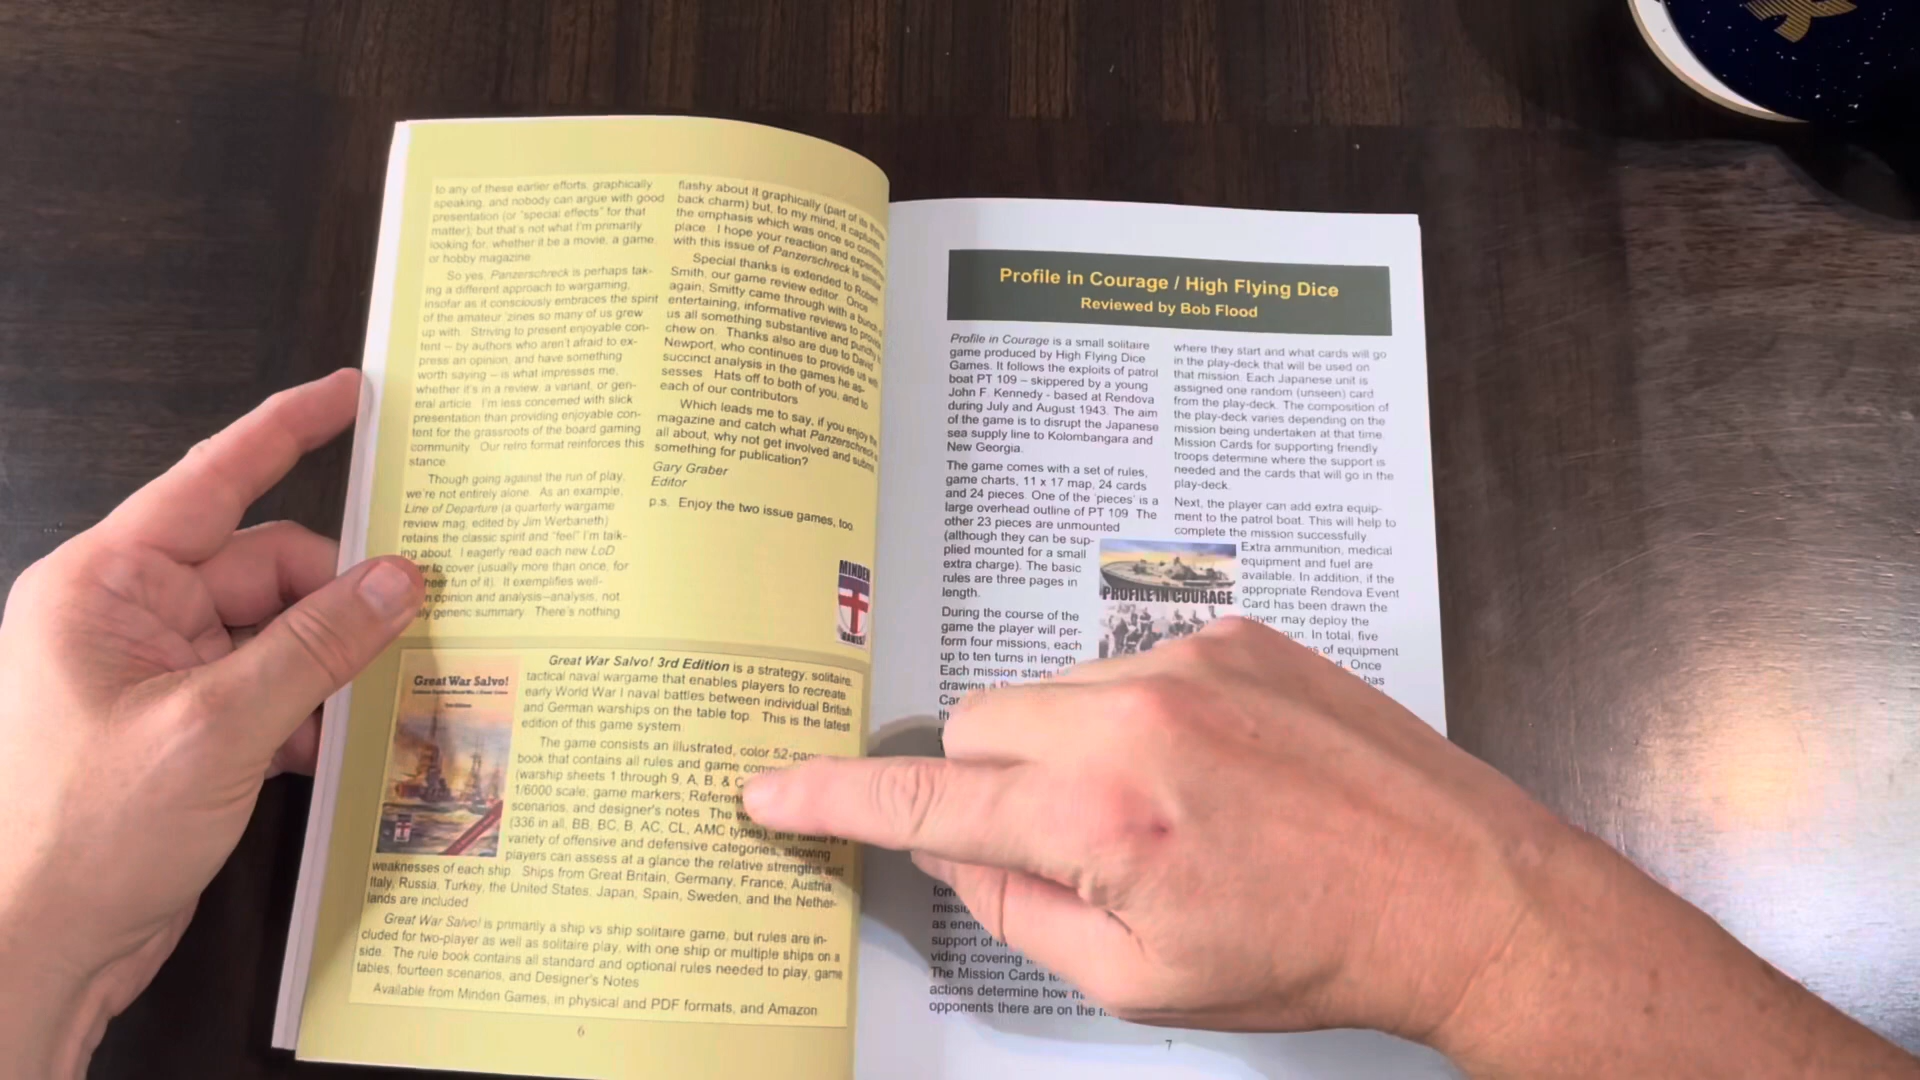 to any of these earlier efforts, graphically
speaking, and nobody can argue with good
presentation (or "special effects" for that
matter); but that's not what I'm primarily
looking for, whether it be a movie, a game,
or hobby magazine.
So yes, Panzerschreck is perhaps tak-
ing a different approach to wargaming,
insofar as it consciously embraces the spirit
of the amateur 'zines so many of us grew
up with. Striving to present enjoyable con-
tent – by authors who aren't afraid to ex-
press an opinion, and have something
worth saying – is what impresses me,
whether it's in a review, a variant, or gen-
eral article. I'm less concerned with slick
presentation than providing enjoyable con-
tent for the grassroots of the board gaming
community. Our retro format reinforces this
stance.
Though going against the run of play,
we're not entirely alone. As an example,
Line of Departure (a quarterly wargame
review mag, edited by Jim Werbaneth)
retains the classic spirit and "feel" I'm talk-
ing about. I eagerly read each new LoD
to cover (usually more than once, for
fun of it). It exemplifies well-
opinion and analysis–analysis, not
generic summary. There's nothing
flashy about it graphically (part of its
back charm) but, to my mind, it captures
the emphasis which was once so
place. I hope your reaction and
with this issue of Panzerschreck is
Special thanks is extended to Robert
Smith, our game review editor. Once
again, Smitty came through with a bunch
entertaining, informative reviews to provide
us all something substantive and punchy to
chew on. Thanks also are due to David
Newport, who continues to provide us with
succinct analysis in the games he as-
sesses. Hats off to both of you, and to
each of our contributors.
Which leads me to say, if you enjoy the
magazine and catch what Panzerschreck is
all about, why not get involved and submit
something for publication?
Gary Graber
Editor
p.s. Enjoy the two issue games, too
MINDEN
GAMES
Great War Salvo!
3rd Edition
Great War Salvo! 3rd Edition is a strategy, solitaire,
tactical naval wargame that enables players to recreate
early World War I naval battles between individual British
and German warships on the table top. This is the latest
edition of this game system.
The game consists an illustrated, color 52-page
book that contains all rules and game
(warship sheets 1 through 9, A, B, &
1/6000 scale; game markers;
scenarios, and designer's notes. The
(336 in all, BB, BC, B, AC, CL, AMC types), are rated in a
variety of offensive and defensive categories, allowing
players can assess at a glance the relative strengths and
weaknesses of each ship. Ships from Great Britain, Germany, France, Austria,
Italy, Russia, Turkey, the United States, Japan, Spain, Sweden, and the Nether-
lands are included.
Great War Salvo! is primarily a ship vs ship solitaire game, but rules are in-
cluded for two-player as well as solitaire play, with one ship or multiple ships on a
side. The rule book contains all standard and optional rules needed to play, game
tables, fourteen scenarios, and Designer's Notes
Available from Minden Games, in physical and PDF formats, and Amazon
6
Profile in Courage / High Flying Dice
Reviewed by Bob Flood
Profile in Courage is a small solitaire
game produced by High Flying Dice
Games. It follows the exploits of patrol
boat PT 109 – skippered by a young
John F. Kennedy - based at Rendova
during July and August 1943. The aim
of the game is to disrupt the Japanese
sea supply line to Kolombangara and
New Georgia.
The game comes with a set of rules,
game charts, 11 x 17 map, 24 cards
and 24 pieces. One of the 'pieces' is a
large overhead outline of PT 109. The
other 23 pieces are unmounted
(although they can be sup-
plied mounted for a small
extra charge). The basic
rules are three pages in
length.
During the course of the
game the player will per-
form four missions, each
up to ten turns in length.
Each mission starts
drawing a
as
support of
viding covering
The Mission Cards
actions determine how
opponents there are on the
where they start and what cards will go
in the play-deck that will be used on
that mission. Each Japanese unit is
assigned one random (unseen) card
from the play-deck. The composition of
the play-deck varies depending on the
mission being undertaken at that time.
Mission Cards for supporting friendly
troops determine where the support is
needed and the cards that will go in the
play-deck.
Next, the player can add extra equip-
ment to the patrol boat. This will help to
complete the mission successfully.
Extra ammunition, medical
equipment and fuel are
available. In addition, if the
appropriate Rendova Event
Card has been drawn the
player may deploy the
gun. In total, five
of equipment
Once
has
PROFILE IN COURAGE
7